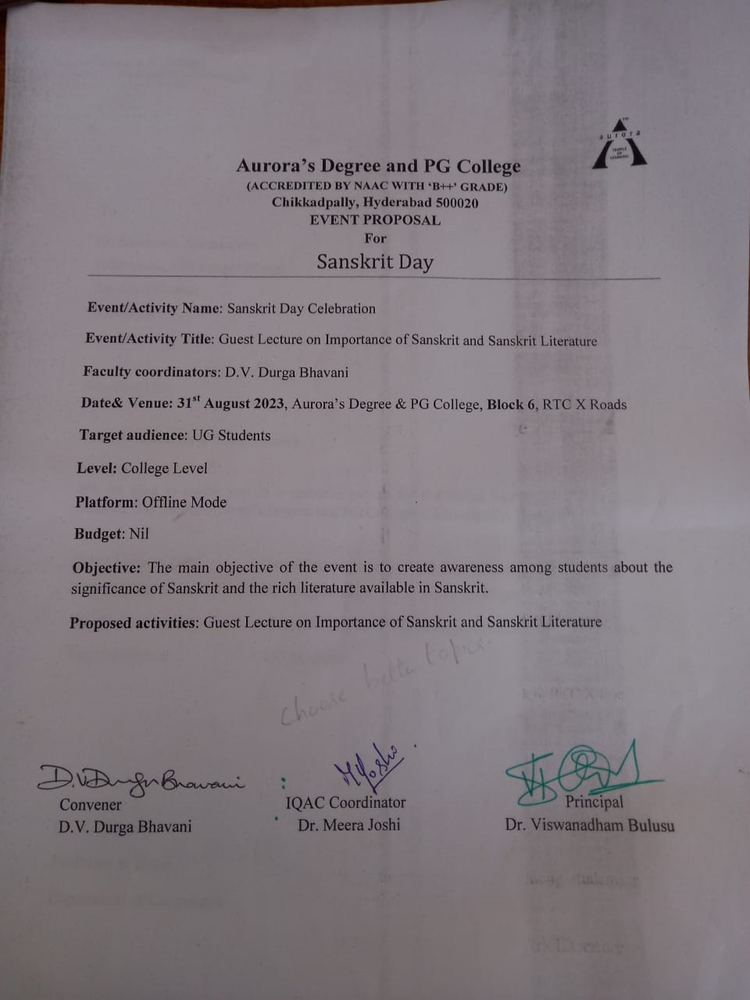 aurora
TEMPLE
OF
LEARNING
Aurora's Degree and PG College
(ACCREDITED BY NAAC WITH 'B++' GRADE)
Chikkadpally, Hyderabad 500020
EVENT PROPOSAL
For
Sanskrit Day
Event/Activity Name: Sanskrit Day Celebration
Event/Activity Title: Guest Lecture on Importance of Sanskrit and Sanskrit Literature
Faculty coordinators: D.V. Durga Bhavani
Date& Venue: 31st August 2023, Aurora's Degree & PG College, Block 6, RTC X Roads
Target audience: UG Students
Level: College Level
Platform: Offline Mode
Budget: Nil
Objective: The main objective of the event is to create awareness among students about the
significance of Sanskrit and the rich literature available in Sanskrit.
Proposed activities: Guest Lecture on Importance of Sanskrit and Sanskrit Literature
choose better topics.
D.V Durga Bhavani
MJoshi
Convener
IQAC Coordinator
Principal
D.V. Durga Bhavani
Dr. Meera Joshi
Dr. Viswanadham Bulusu